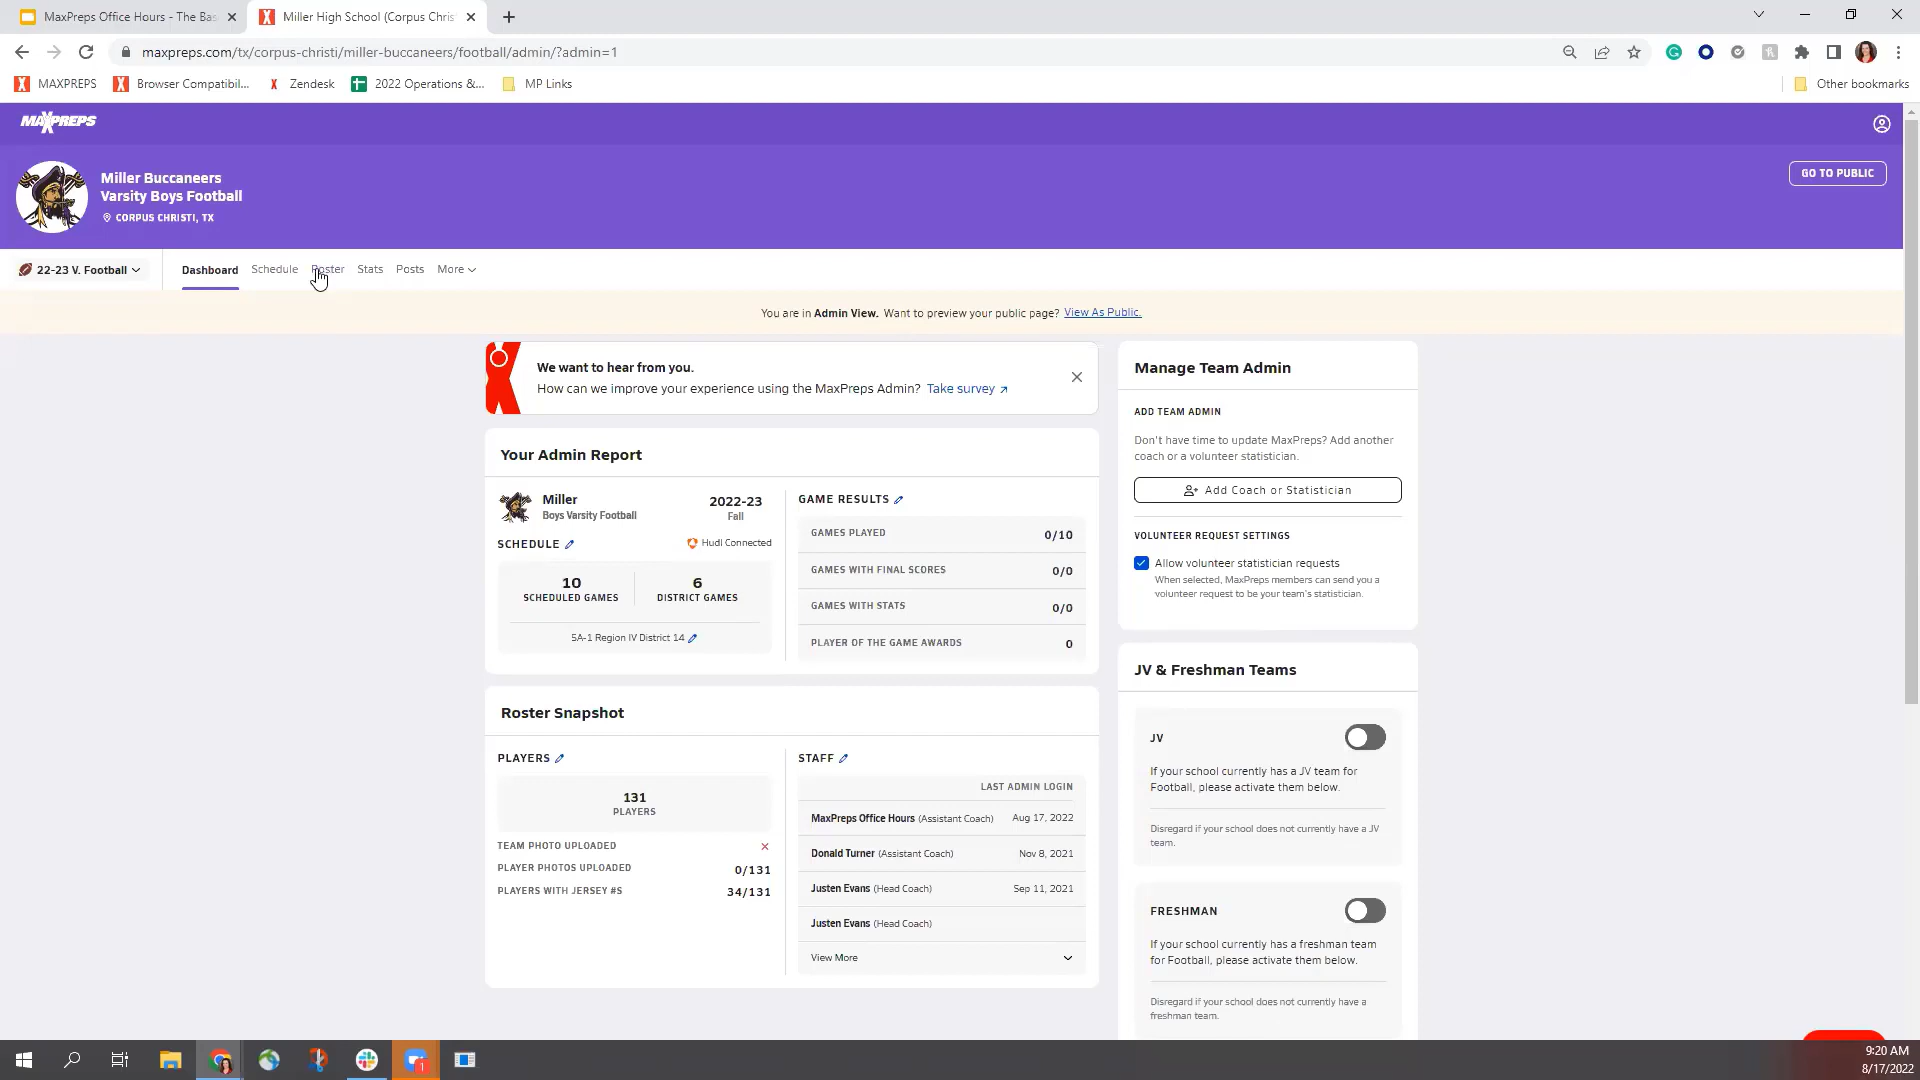 MaxPreps Office Hours - The Bas
Miller High School (Corpus Chris
maxpreps.com/tx/corpus-christi/miller-buccaneers/football/admin/?admin=1
MAXPREPS
Browser Compatibil...
Zendesk
2022 Operations &...
MP Links
Other bookmarks
MAXPREPS
Miller Buccaneers
Varsity Boys Football
CORPUS CHRISTI, TX
GO TO PUBLIC
22-23 V. Football
Dashboard
Schedule
Roster
Stats
Posts
More
You are in Admin View. Want to preview your public page? View As Public.
We want to hear from you.
How can we improve your experience using the MaxPreps Admin? Take survey
Your Admin Report
Miller
Boys Varsity Football
2022-23
Fall
SCHEDULE
Hudl Connected
10
SCHEDULED GAMES
6
DISTRICT GAMES
5A-1 Region IV District 14
GAME RESULTS
GAMES PLAYED 0/10
GAMES WITH FINAL SCORES 0/0
GAMES WITH STATS 0/0
PLAYER OF THE GAME AWARDS 0
Roster Snapshot
PLAYERS
131
PLAYERS
TEAM PHOTO UPLOADED
PLAYER PHOTOS UPLOADED 0/131
PLAYERS WITH JERSEY #S 34/131
STAFF
LAST ADMIN LOGIN
MaxPreps Office Hours (Assistant Coach) Aug 17, 2022
Donald Turner (Assistant Coach) Nov 8, 2021
Justen Evans (Head Coach) Sep 11, 2021
Justen Evans (Head Coach)
View More
Manage Team Admin
ADD TEAM ADMIN
Don't have time to update MaxPreps? Add another
coach or a volunteer statistician.
Add Coach or Statistician
VOLUNTEER REQUEST SETTINGS
Allow volunteer statistician requests
When selected, MaxPreps members can send you a
volunteer request to be your team's statistician.
JV & Freshman Teams
JV
If your school currently has a JV team for
Football, please activate them below.
Disregard if your school does not currently have a JV
team.
FRESHMAN
If your school currently has a freshman team
for Football, please activate them below.
Disregard if your school does not currently have a
freshman team.
1
9:20 AM
8/17/2022